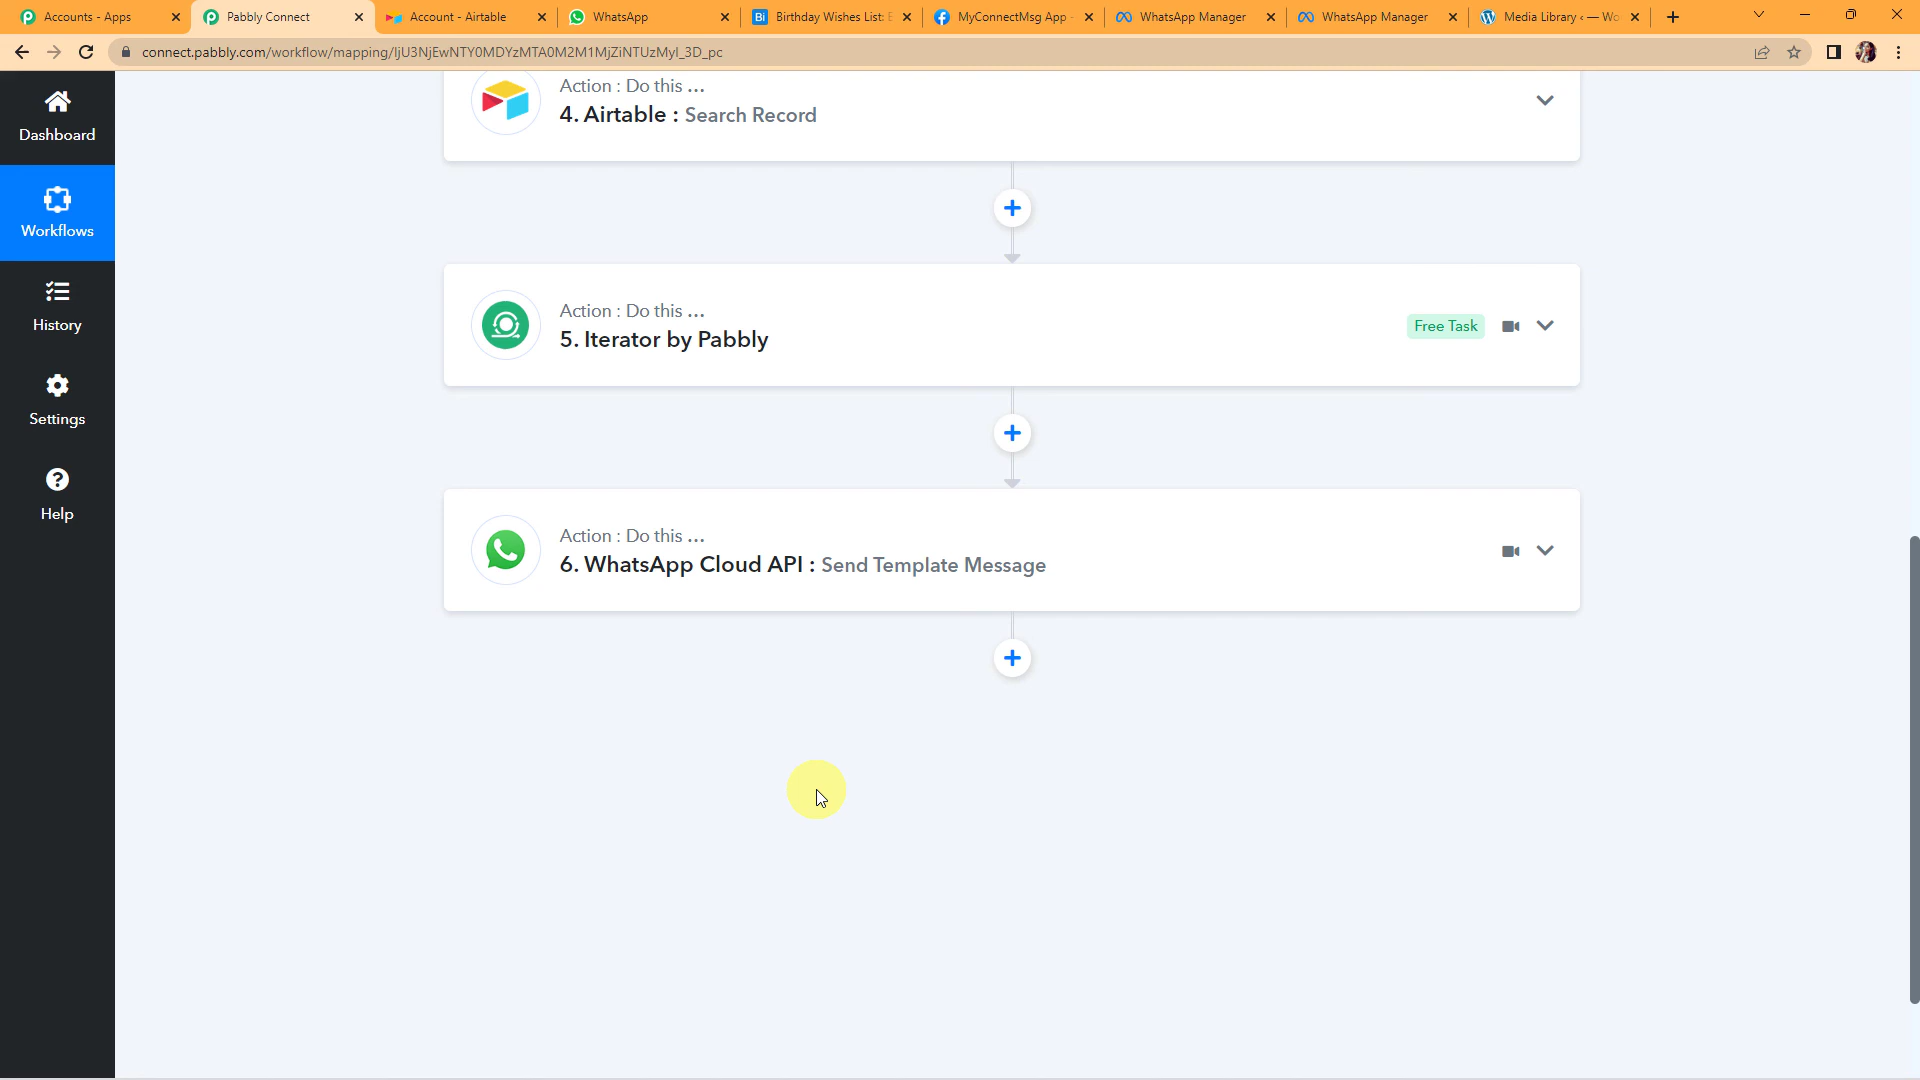 Accounts - Apps
Pabbly Connect
Account - Airtable
WhatsApp
Bi
Birthday Wishes List: E
MyConnectMsg App -
WhatsApp Manager
WhatsApp Manager
Media Library ‹ — Wo
connect.pabbly.com/workflow/mapping/IjU3NjEwNTY0MDYzMTA0M2M1MjZiNTUzMyI_3D_pc
Dashboard
Workflows
History
Settings
Help
Action : Do this ...
4. Airtable : Search Record
Action : Do this ...
5. Iterator by Pabbly
Free Task
Action : Do this ...
6. WhatsApp Cloud API : Send Template Message